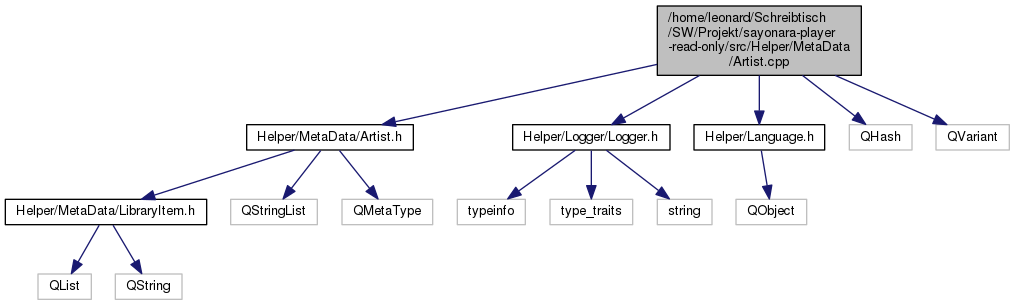 /home/leonard/Schreibtisch
/SW/Projekt/sayonara-player
-read-only/src/Helper/MetaData
/Artist.cpp
Helper/MetaData/Artist.h
Helper/Logger/Logger.h
Helper/Language.h
QHash
QVariant
Helper/MetaData/LibraryItem.h
QStringList
QMetaType
typeinfo
type_traits
string
QObject
QList
QString